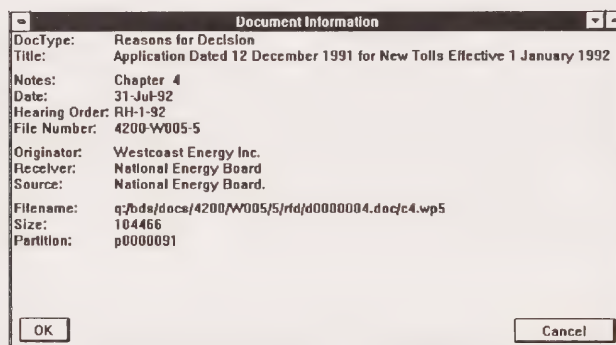 Document Information
DocType: Reasons for Decision
Title: Application Dated 12 December 1991 for New Tolls Effective 1 January 1992
Notes: Chapter 4
Date: 31-Jul-92
Hearing Order: RH-1-92
File Number: 4200-W005-5
Originator: Westcoast Energy Inc.
Receiver: National Energy Board
Source: National Energy Board.
Filename: q:/bds/docs/4200/W005/5/rfd/d0000004.doc/c4.wp5
Size: 104466
Partition: p0000091
OK Cancel